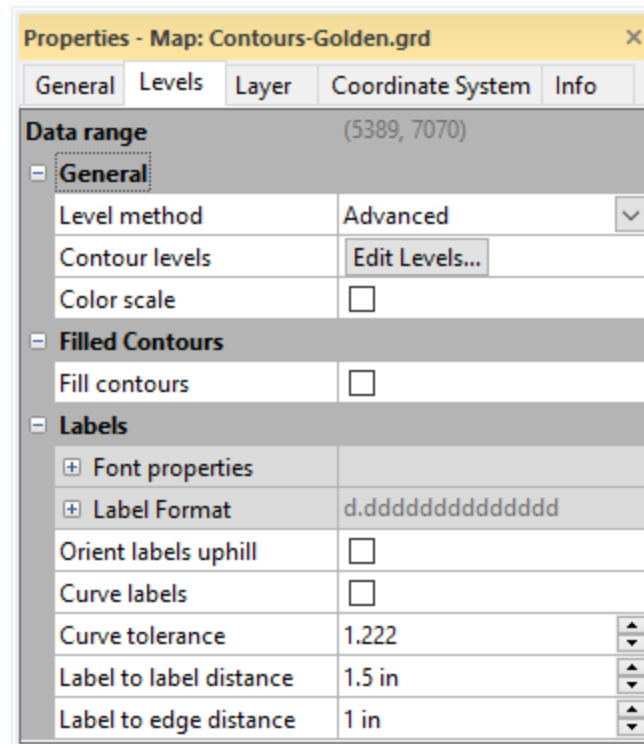 Properties - Map: Contours-Golden.grd
General Levels Layer Coordinate System Info
Data range (5389, 7070)
General
Level method Advanced
Contour levels Edit Levels...
Color scale
Filled Contours
Fill contours
Labels
Font properties
Label Format d.dddddddddddddd
Orient labels uphill
Curve labels
Curve tolerance 1.222
Label to label distance 1.5 in
Label to edge distance 1 in